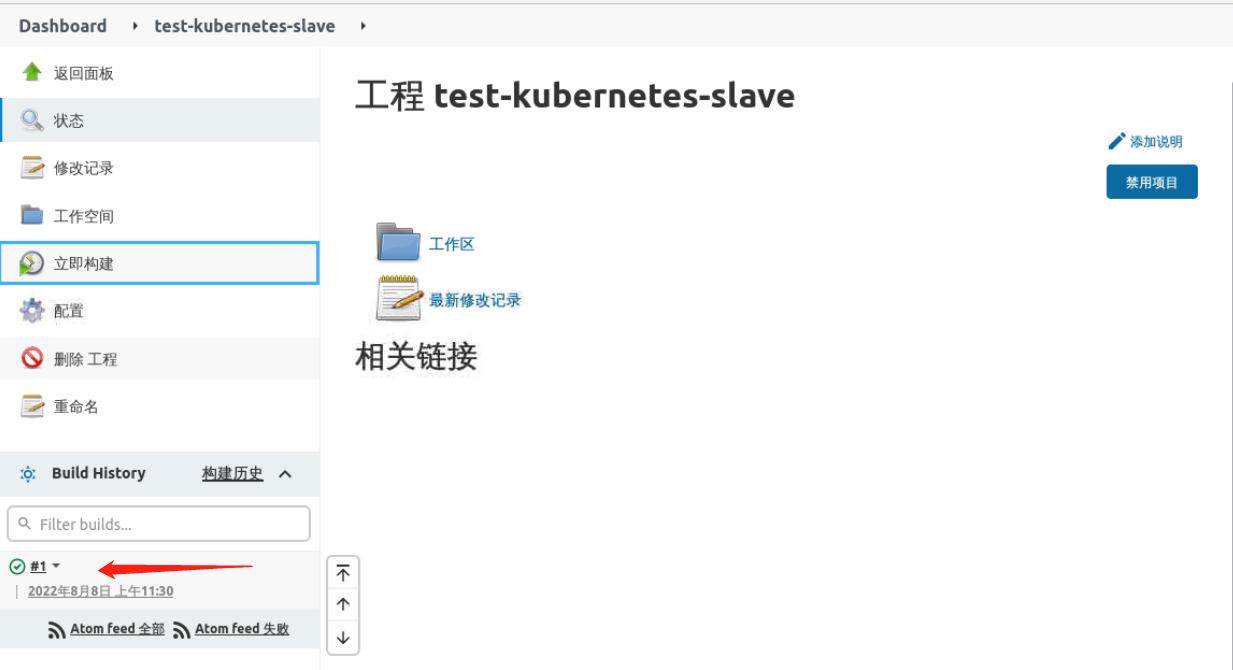 Dashboard test-kubernetes-slave
返回面板
状态
修改记录
工作空间
立即构建
配置
删除 工程
重命名
Build History 构建历史
Filter builds...
#1
2022年8月8日 上午11:30
Atom feed 全部 Atom feed 失败
工程 test-kubernetes-slave
添加说明
禁用项目
工作区
最新修改记录
相关链接